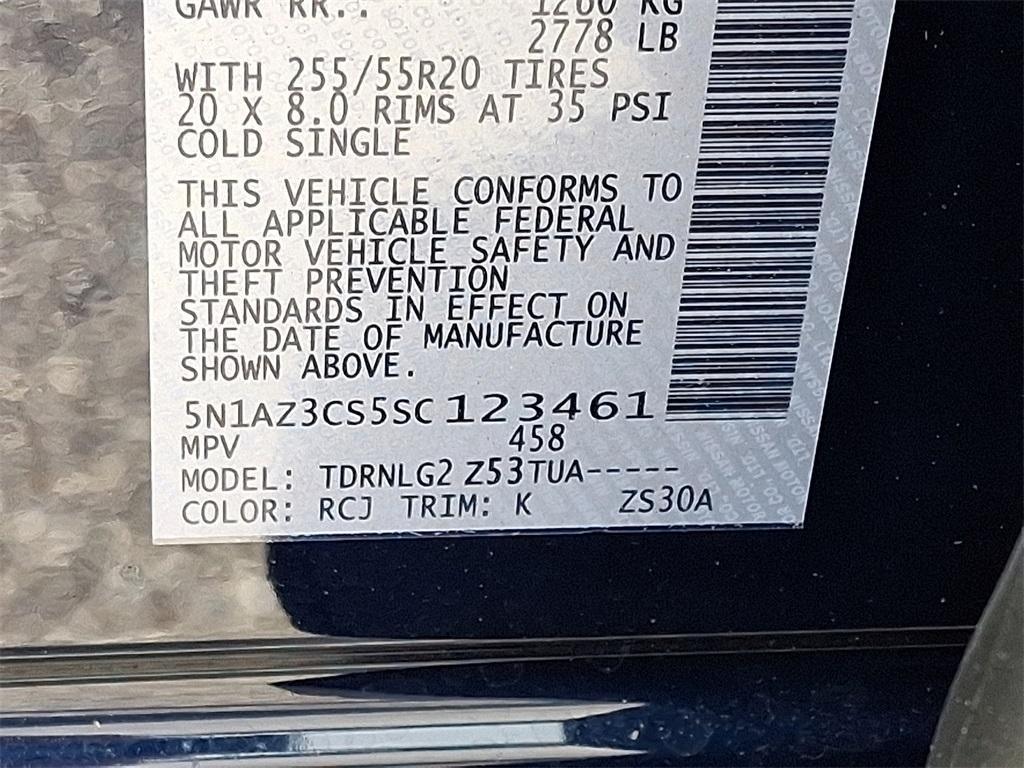 GAWR RR.: 1260 KG
2778 LB
WITH 255/55R20 TIRES
20 X 8.0 RIMS AT 35 PSI
COLD SINGLE
THIS VEHICLE CONFORMS TO
ALL APPLICABLE FEDERAL
MOTOR VEHICLE SAFETY AND
THEFT PREVENTION
STANDARDS IN EFFECT ON
THE DATE OF MANUFACTURE
SHOWN ABOVE.
5N1AZ3CS5SC123461
MPV 458
MODEL: TDRNLG2 Z53TUA-----
COLOR: RCJ TRIM: K ZS30A